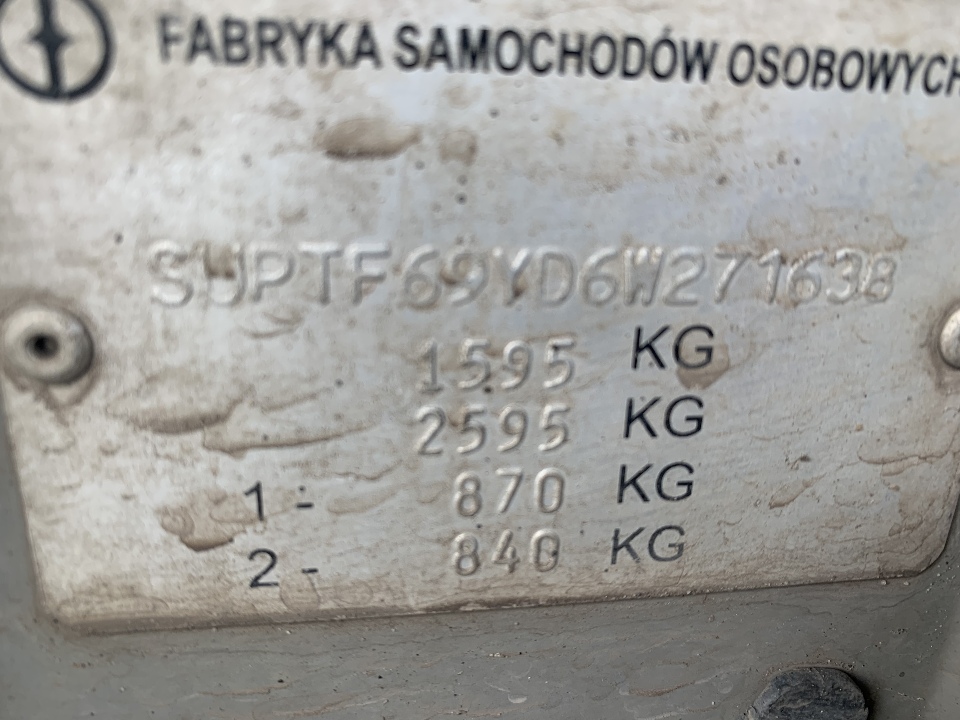 FABRYKA SAMOCHODÓW OSOBOWYCH
SUPTF69YD6W271638
1595 KG
2595 KG
1- 870 KG
2- 840 KG